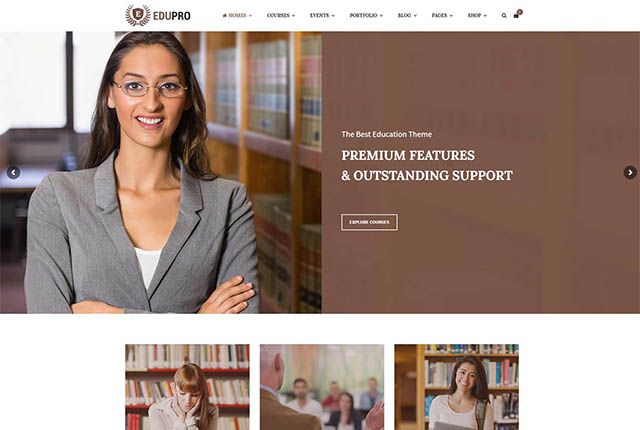 EDUPRO
HOMES COURSES EVENTS PORTFOLIO BLOG PAGES SHOP 0
The Best Education Theme
PREMIUM FEATURES
& OUTSTANDING SUPPORT
EXPLORE COURSES